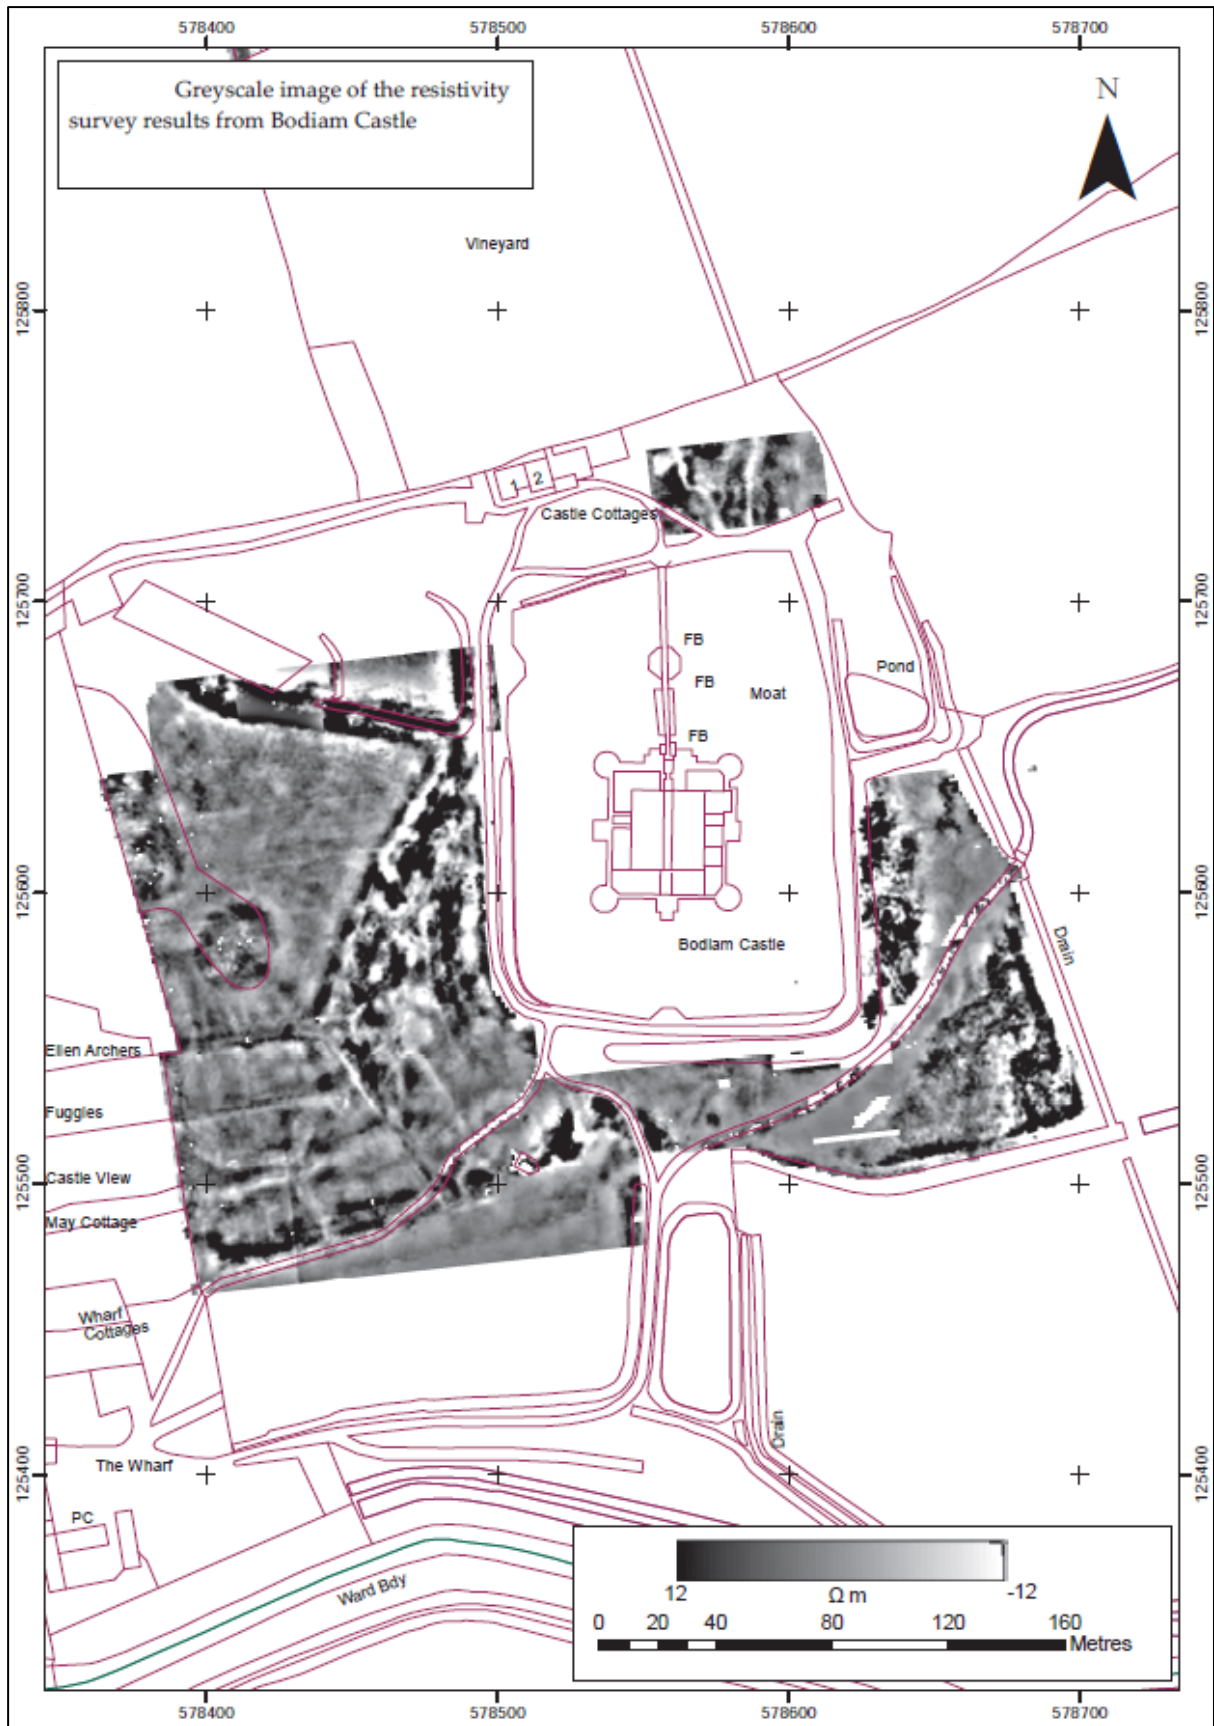 578400
578500
578600
578700
Greyscale image of the resistivity
survey results from Bodiam Castle
N
Vineyard
125800
125800
1
2
Castle Cottages
125700
125700
FB
Pond
FB
Moat
FB
125600
125600
Bodiam Castle
Drain
Ellen Archers
Fuggles
Castle View
125500
125500
May Cottage
Wharf
Cottages
Drain
The Wharf
125400
125400
PC
Ward Bdy
12
Ω m
-12
0 20 40 80 120 160
Metres
578400
578500
578600
578700